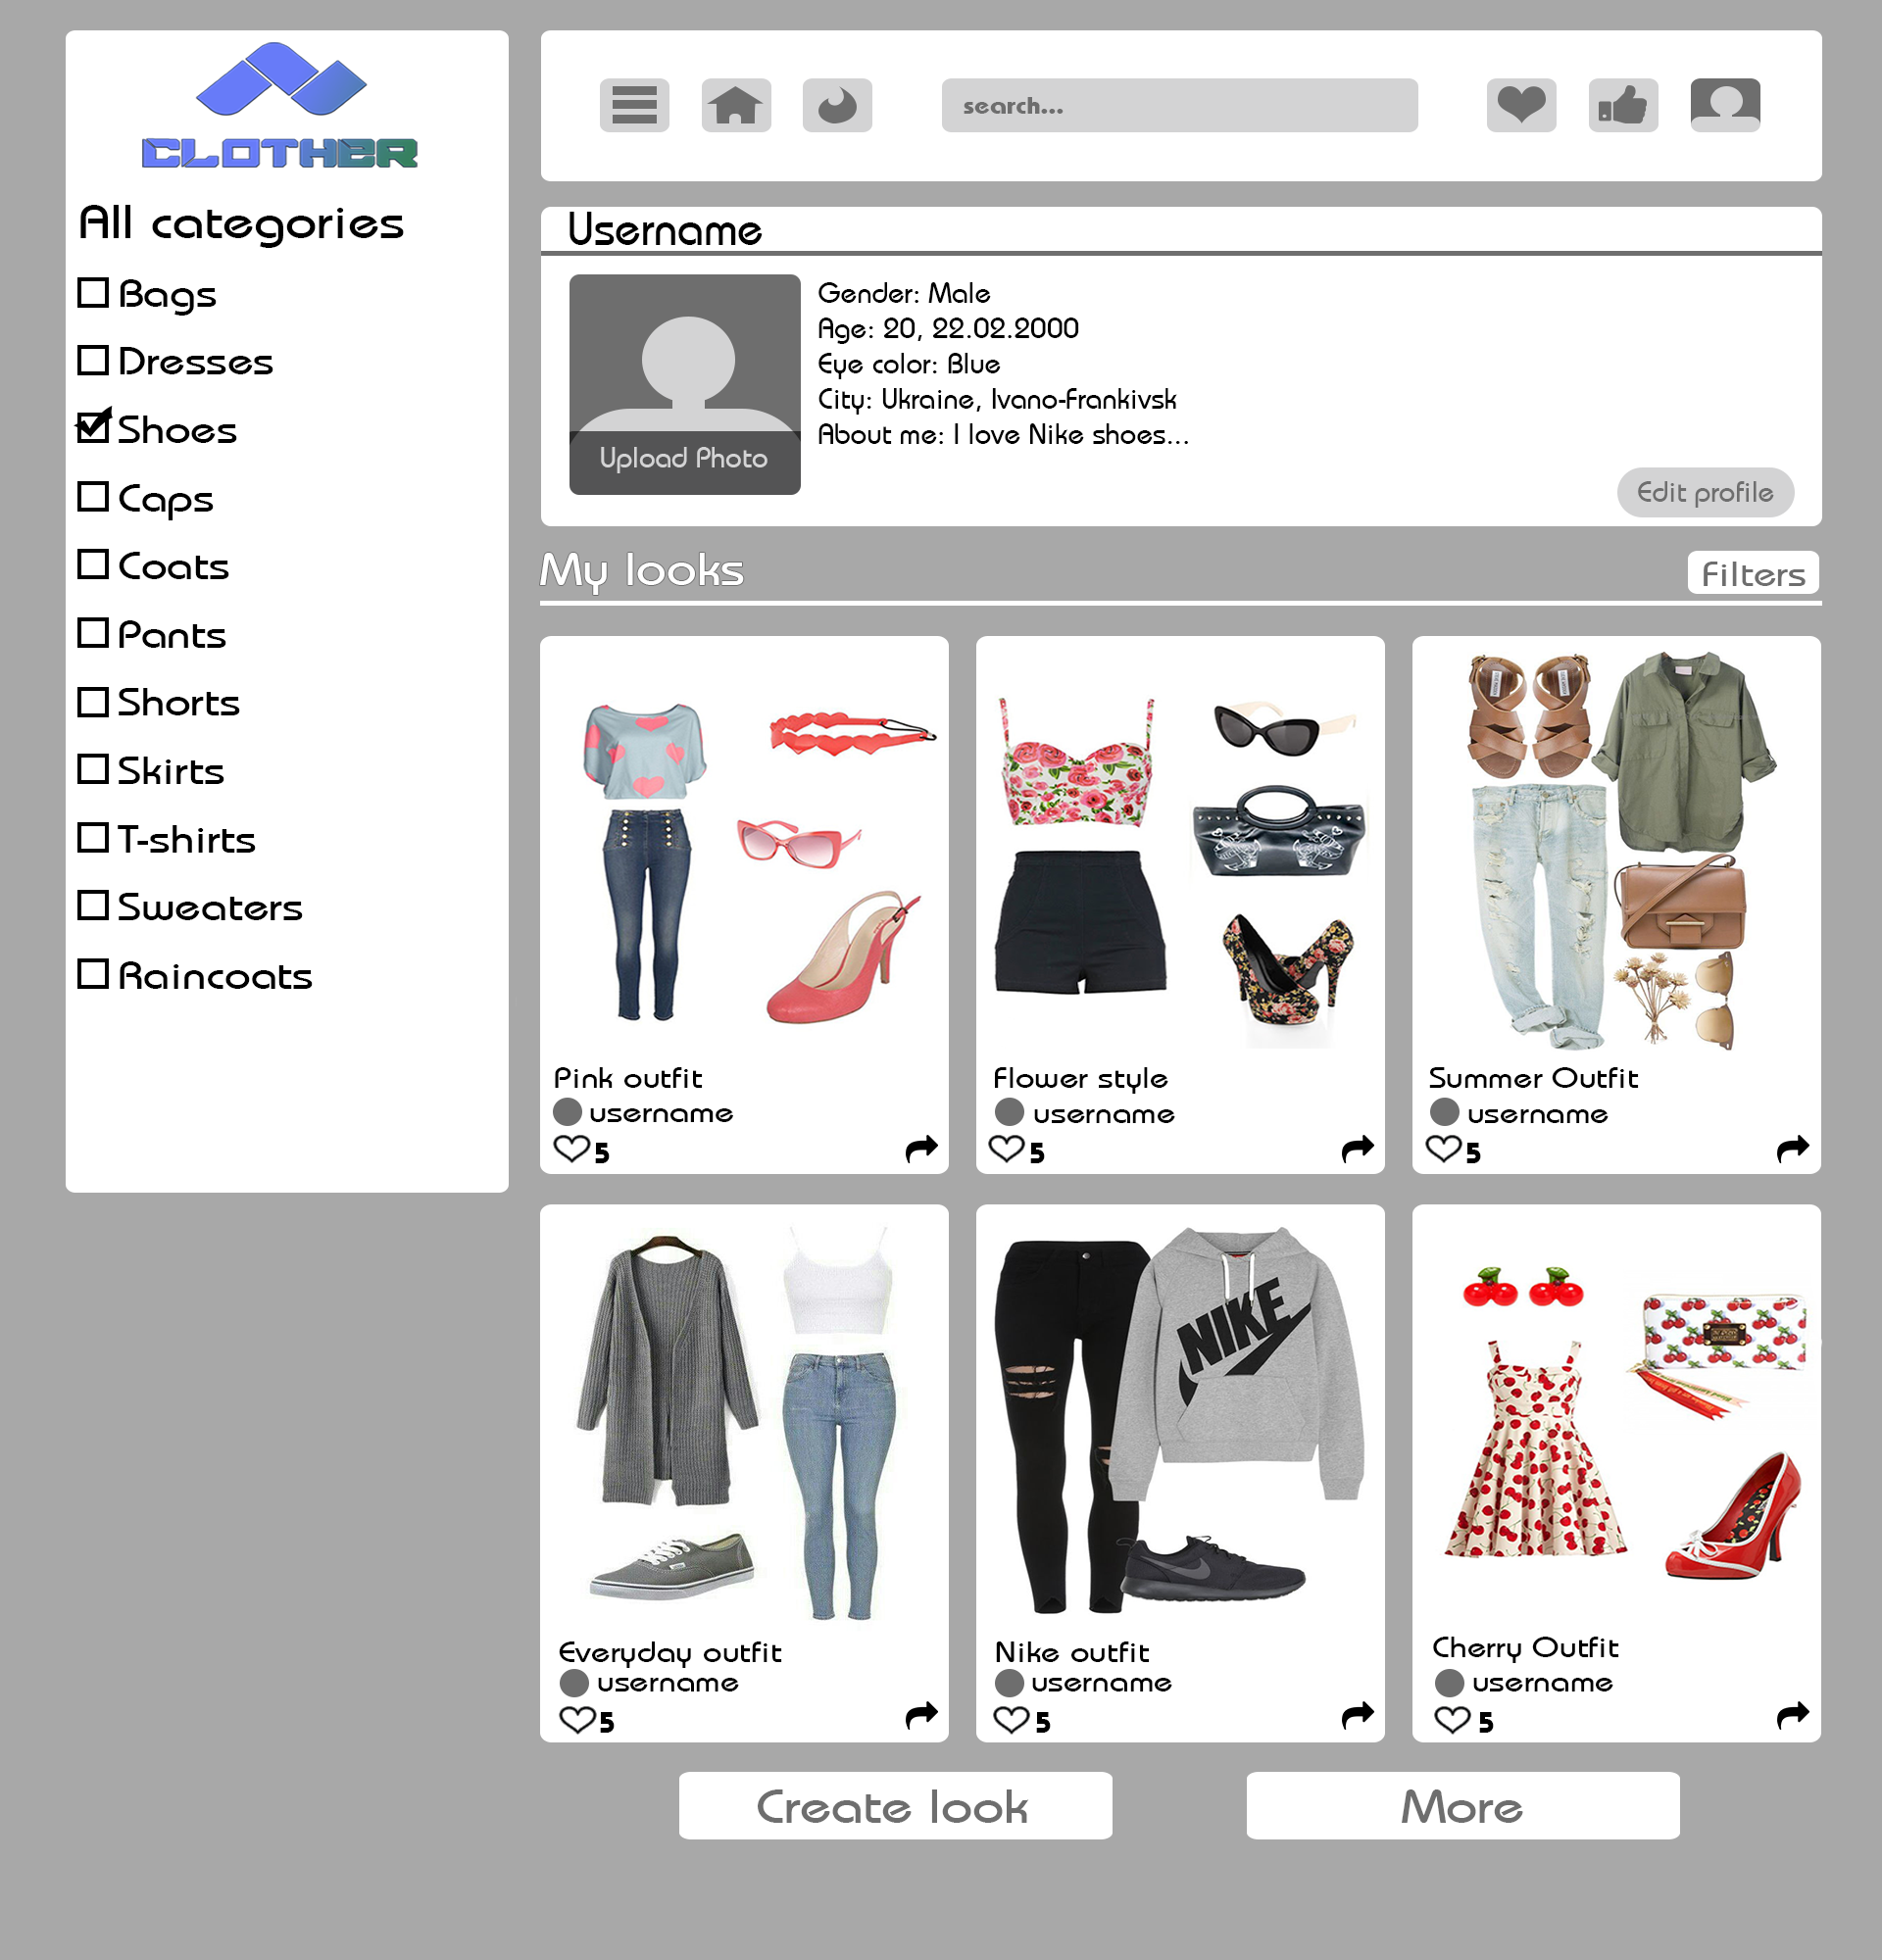 CLOTHER
All categories
Bags
Dresses
Shoes
Caps
Coats
Pants
Shorts
Skirts
T-shirts
Sweaters
Raincoats
search...
Username
Upload Photo
Gender: Male
Age: 20, 22.02.2000
Eye color: Blue
City: Ukraine, Ivano-Frankivsk
About me: I love Nike shoes...
Edit profile
My looks
Filters
Pink outfit
username
5
Flower style
username
5
Summer Outfit
username
5
NIKE
Everyday outfit
username
5
Nike outfit
username
5
Cherry Outfit
username
5
Create look
More